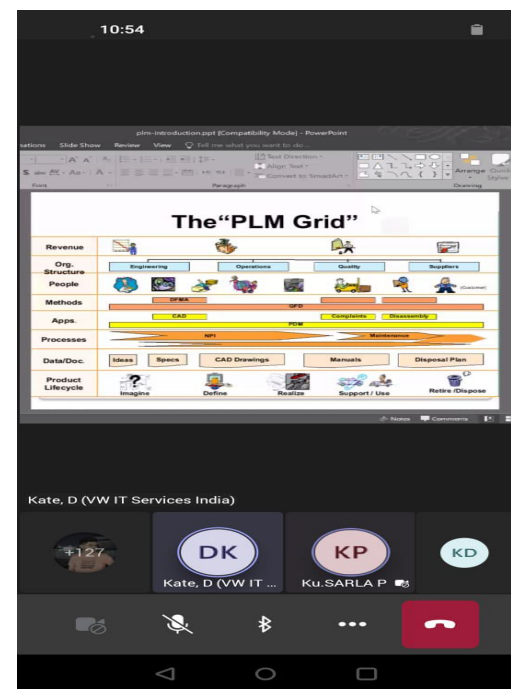 10:54
plm-introduction.ppt [Compatibility Mode] - PowerPoint
ations Slide Show Review View Tell me what you want to do...
Text Direction
Align Text
Convert to SmartArt
Arrange Quick
Styles
Font Paragraph Drawing
The“PLM Grid”
Revenue
Org.
Structure
Engineering Operations Quality Suppliers
People
(Customer)
Methods
DFMA
QFD
Apps.
CAD Complaints Disassembly
PDM
Processes
NPI Maintenance
Data/Doc.
Ideas Specs CAD Drawings Manuals Disposal Plan
Product
Lifecycle
Imagine Define Realize Support / Use Retire /Dispose
Notes Comments
Kate, D (VW IT Services India)
+127 DK KP KD
Kate, D (VW IT ... Ku.SARLA P